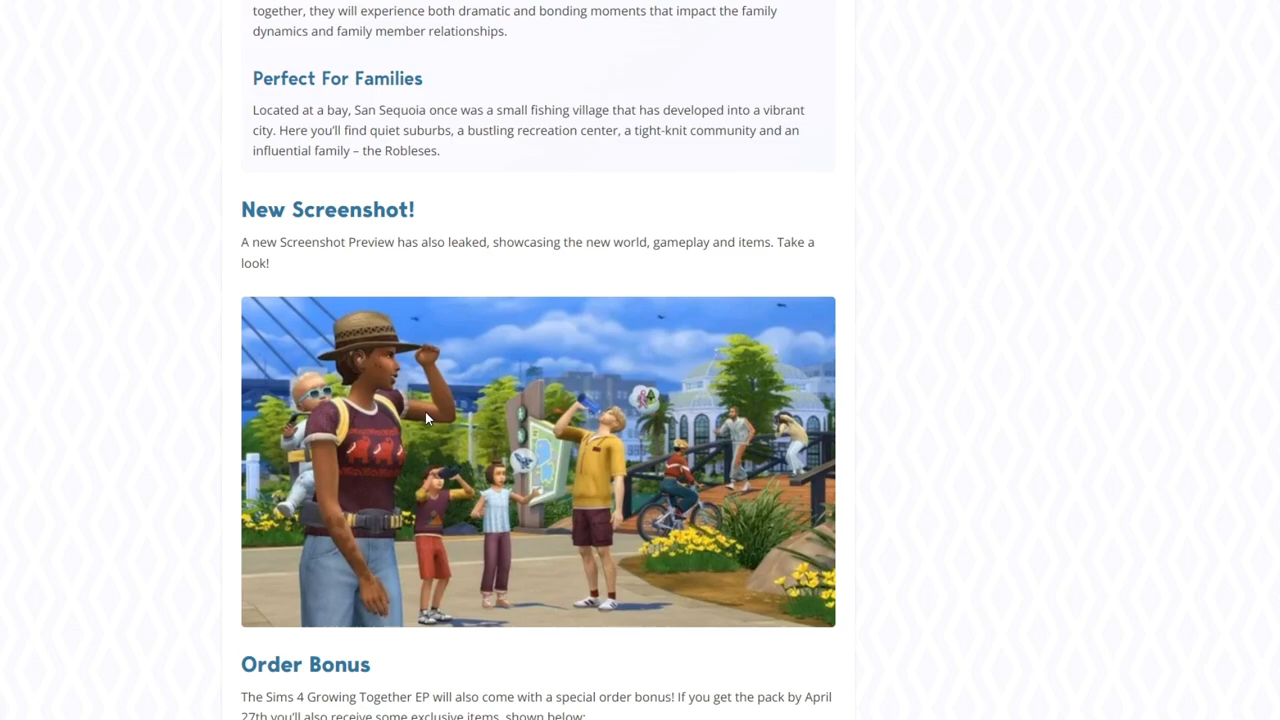 together, they will experience both dramatic and bonding moments that impact the family
dynamics and family member relationships.
Perfect For Families
Located at a bay, San Sequoia once was a small fishing village that has developed into a vibrant
city. Here you'll find quiet suburbs, a bustling recreation center, a tight-knit community and an
influential family – the Robleses.
New Screenshot!
A new Screenshot Preview has also leaked, showcasing the new world, gameplay and items. Take a
look!
Order Bonus
The Sims 4 Growing Together EP will also come with a special order bonus! If you get the pack by April
27th you'll also receive some exclusive items, shown below: